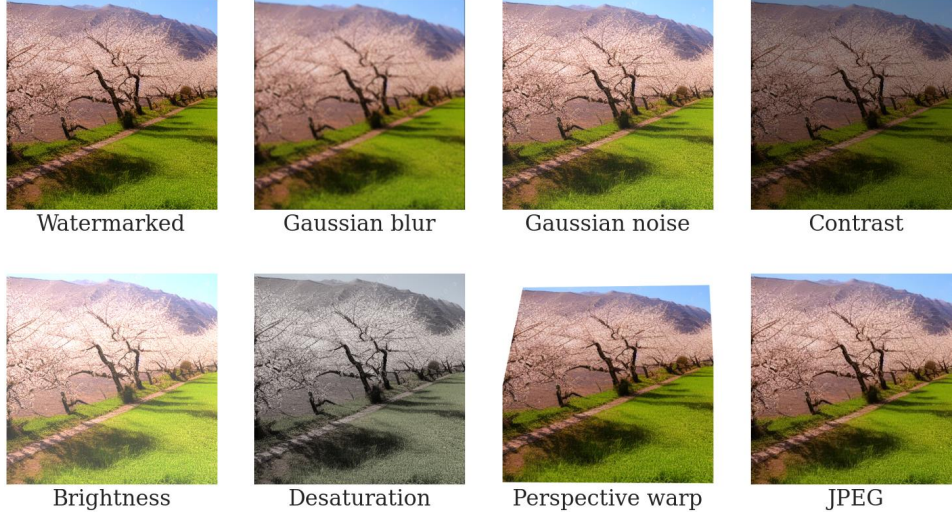 Watermarked
Gaussian blur
Gaussian noise
Contrast
Brightness
Desaturation
Perspective warp
JPEG